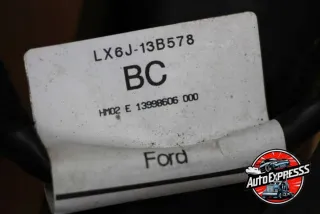 LX6J-13B578
BC
HM02 E 13998606 000
Ford
AUTOEXPRESSS